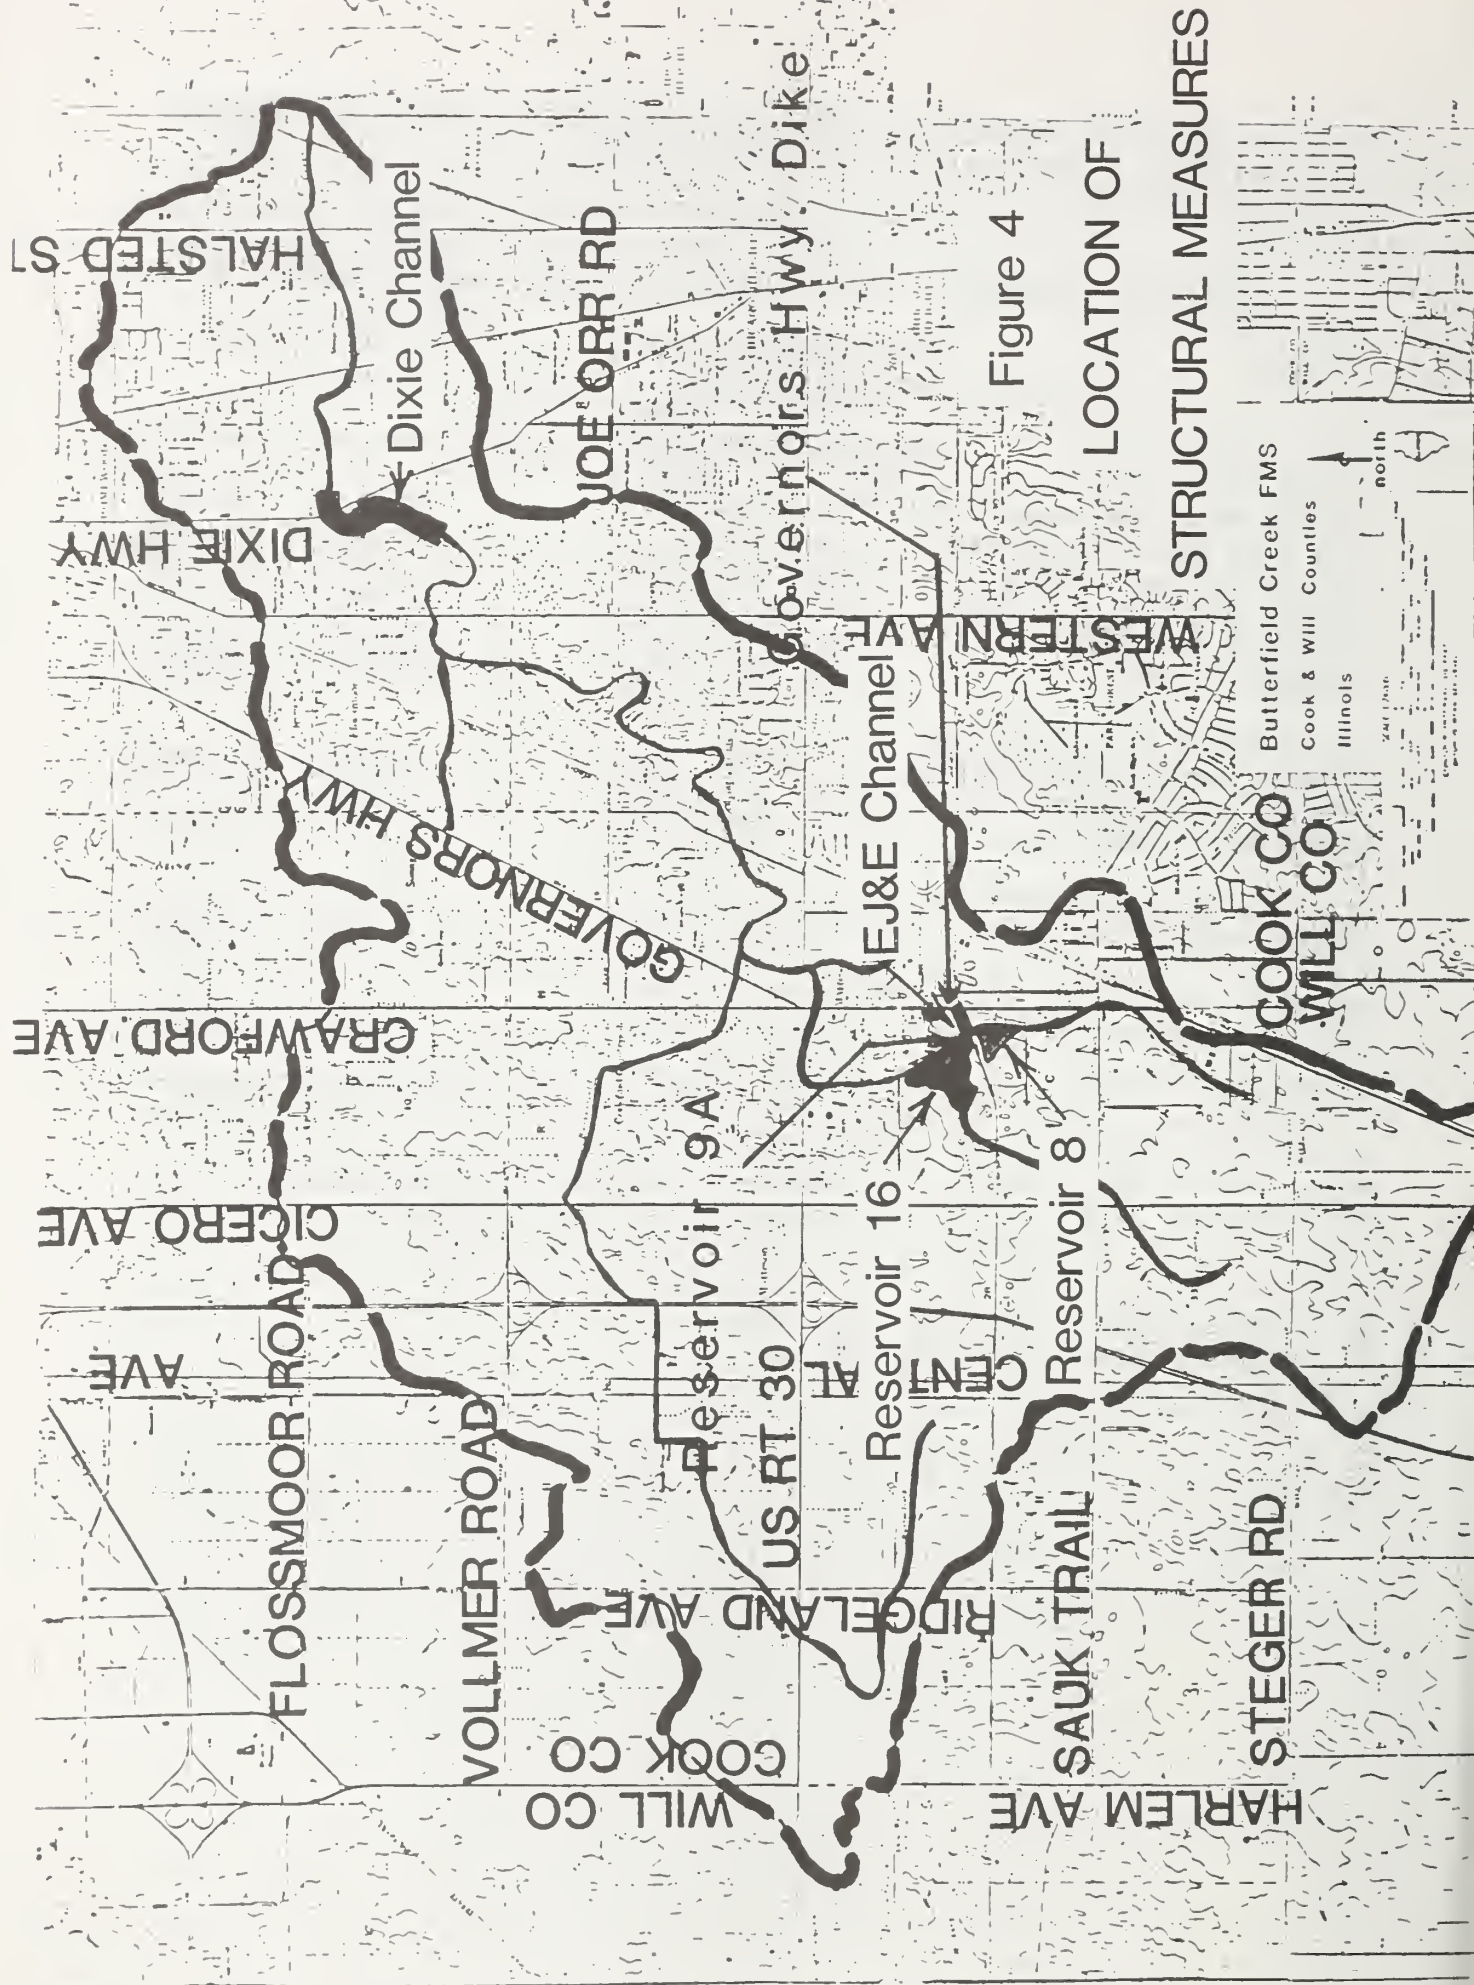 HALSTED ST
Dixie Channel
JOE ORR RD
Governors Hwy. Dike
Figure 4
LOCATION OF
STRUCTURAL MEASURES
DIXIE HWY
WESTERN AVE
Butterfield Creek FMS
Cook & Will Counties
Illinois
north
GOVERNORS HWY
EJ&E Channel
COOK CO
WILL CO
CRAWFORD AVE
Reservoir 9A
Reservoir 16
Reservoir 8
CICERO AVE
CENTRAL
AVE
FLOSSMOOR ROAD
VOLLMER ROAD
US RT 30
RIDGELAND AVE
SAUK TRAIL
STEGER RD
COOK CO
WILL CO
HARLEM AVE